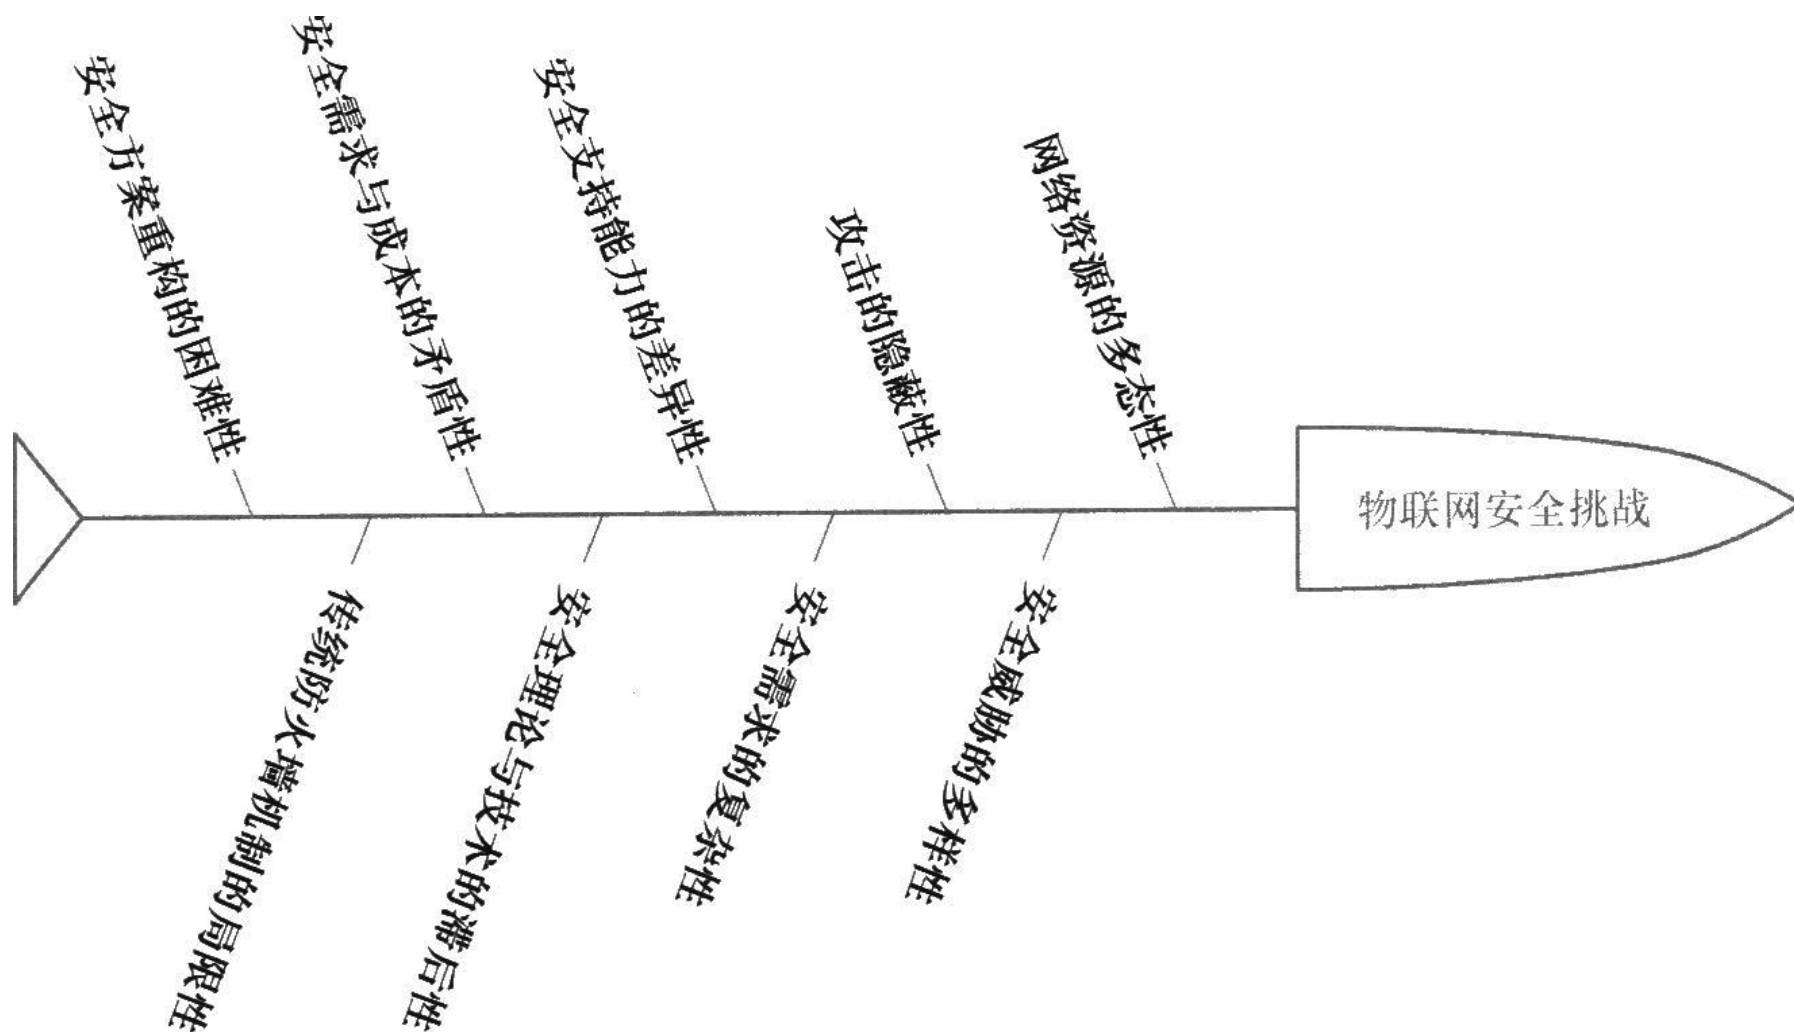 安全方案重构的困难性
安全需求与成本的矛盾性
安全支持能力的差异性
攻击的隐蔽性
网络资源的多态性
物联网安全挑战
传统防火墙机制的局限性
安全理论与技术的滞后性
安全需求的复杂性
安全威胁的多样性